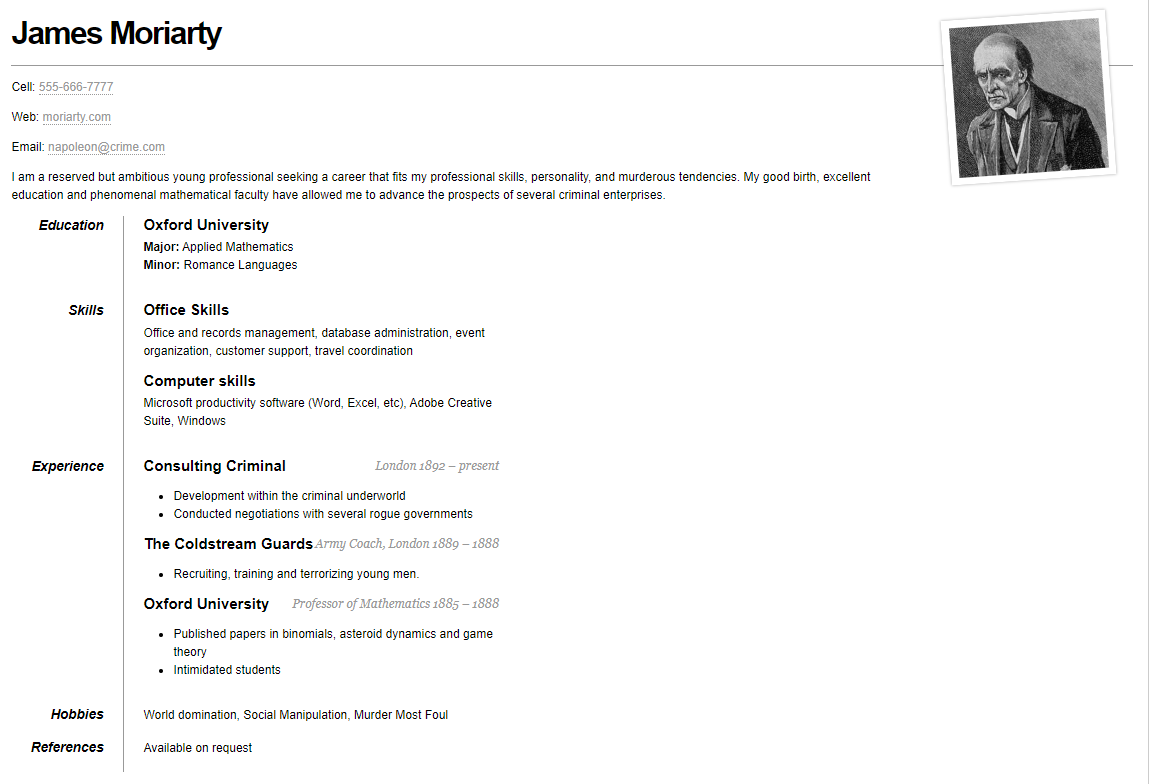 James Moriarty
Cell: 555-666-7777
Web: moriarty.com
Email: napoleon@crime.com
I am a reserved but ambitious young professional seeking a career that fits my professional skills, personality, and murderous tendencies. My good birth, excellent
education and phenomenal mathematical faculty have allowed me to advance the prospects of several criminal enterprises.
Education
Oxford University
Major: Applied Mathematics
Minor: Romance Languages
Skills
Office Skills
Office and records management, database administration, event
organization, customer support, travel coordination
Computer skills
Microsoft productivity software (Word, Excel, etc), Adobe Creative
Suite, Windows
Experience
Consulting Criminal London 1892 – present
Development within the criminal underworld
Conducted negotiations with several rogue governments
The Coldstream Guards Army Coach, London 1889 – 1888
Recruiting, training and terrorizing young men.
Oxford University Professor of Mathematics 1885 – 1888
Published papers in binomials, asteroid dynamics and game
theory
Intimidated students
Hobbies
World domination, Social Manipulation, Murder Most Foul
References
Available on request